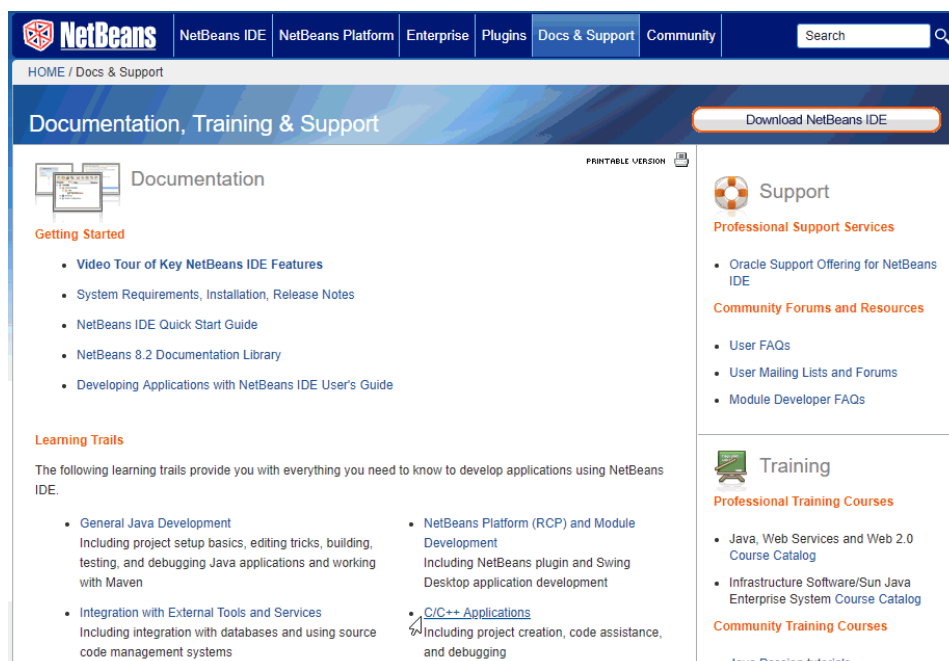 NetBeans
NetBeans IDE
NetBeans Platform
Enterprise
Plugins
Docs & Support
Community
Search
HOME / Docs & Support
Documentation, Training & Support
Download NetBeans IDE
PRINTABLE VERSION
Documentation
Getting Started
• Video Tour of Key NetBeans IDE Features
• System Requirements, Installation, Release Notes
• NetBeans IDE Quick Start Guide
• NetBeans 8.2 Documentation Library
• Developing Applications with NetBeans IDE User's Guide
Learning Trails
The following learning trails provide you with everything you need to know to develop applications using NetBeans
IDE.
• General Java Development
Including project setup basics, editing tricks, building,
testing, and debugging Java applications and working
with Maven
• Integration with External Tools and Services
Including integration with databases and using source
code management systems
• NetBeans Platform (RCP) and Module
Development
Including NetBeans plugin and Swing
Desktop application development
• C/C++ Applications
Including project creation, code assistance,
and debugging
Support
Professional Support Services
• Oracle Support Offering for NetBeans
IDE
Community Forums and Resources
• User FAQs
• User Mailing Lists and Forums
• Module Developer FAQs
Training
Professional Training Courses
• Java, Web Services and Web 2.0
Course Catalog
• Infrastructure Software/Sun Java
Enterprise System Course Catalog
Community Training Courses